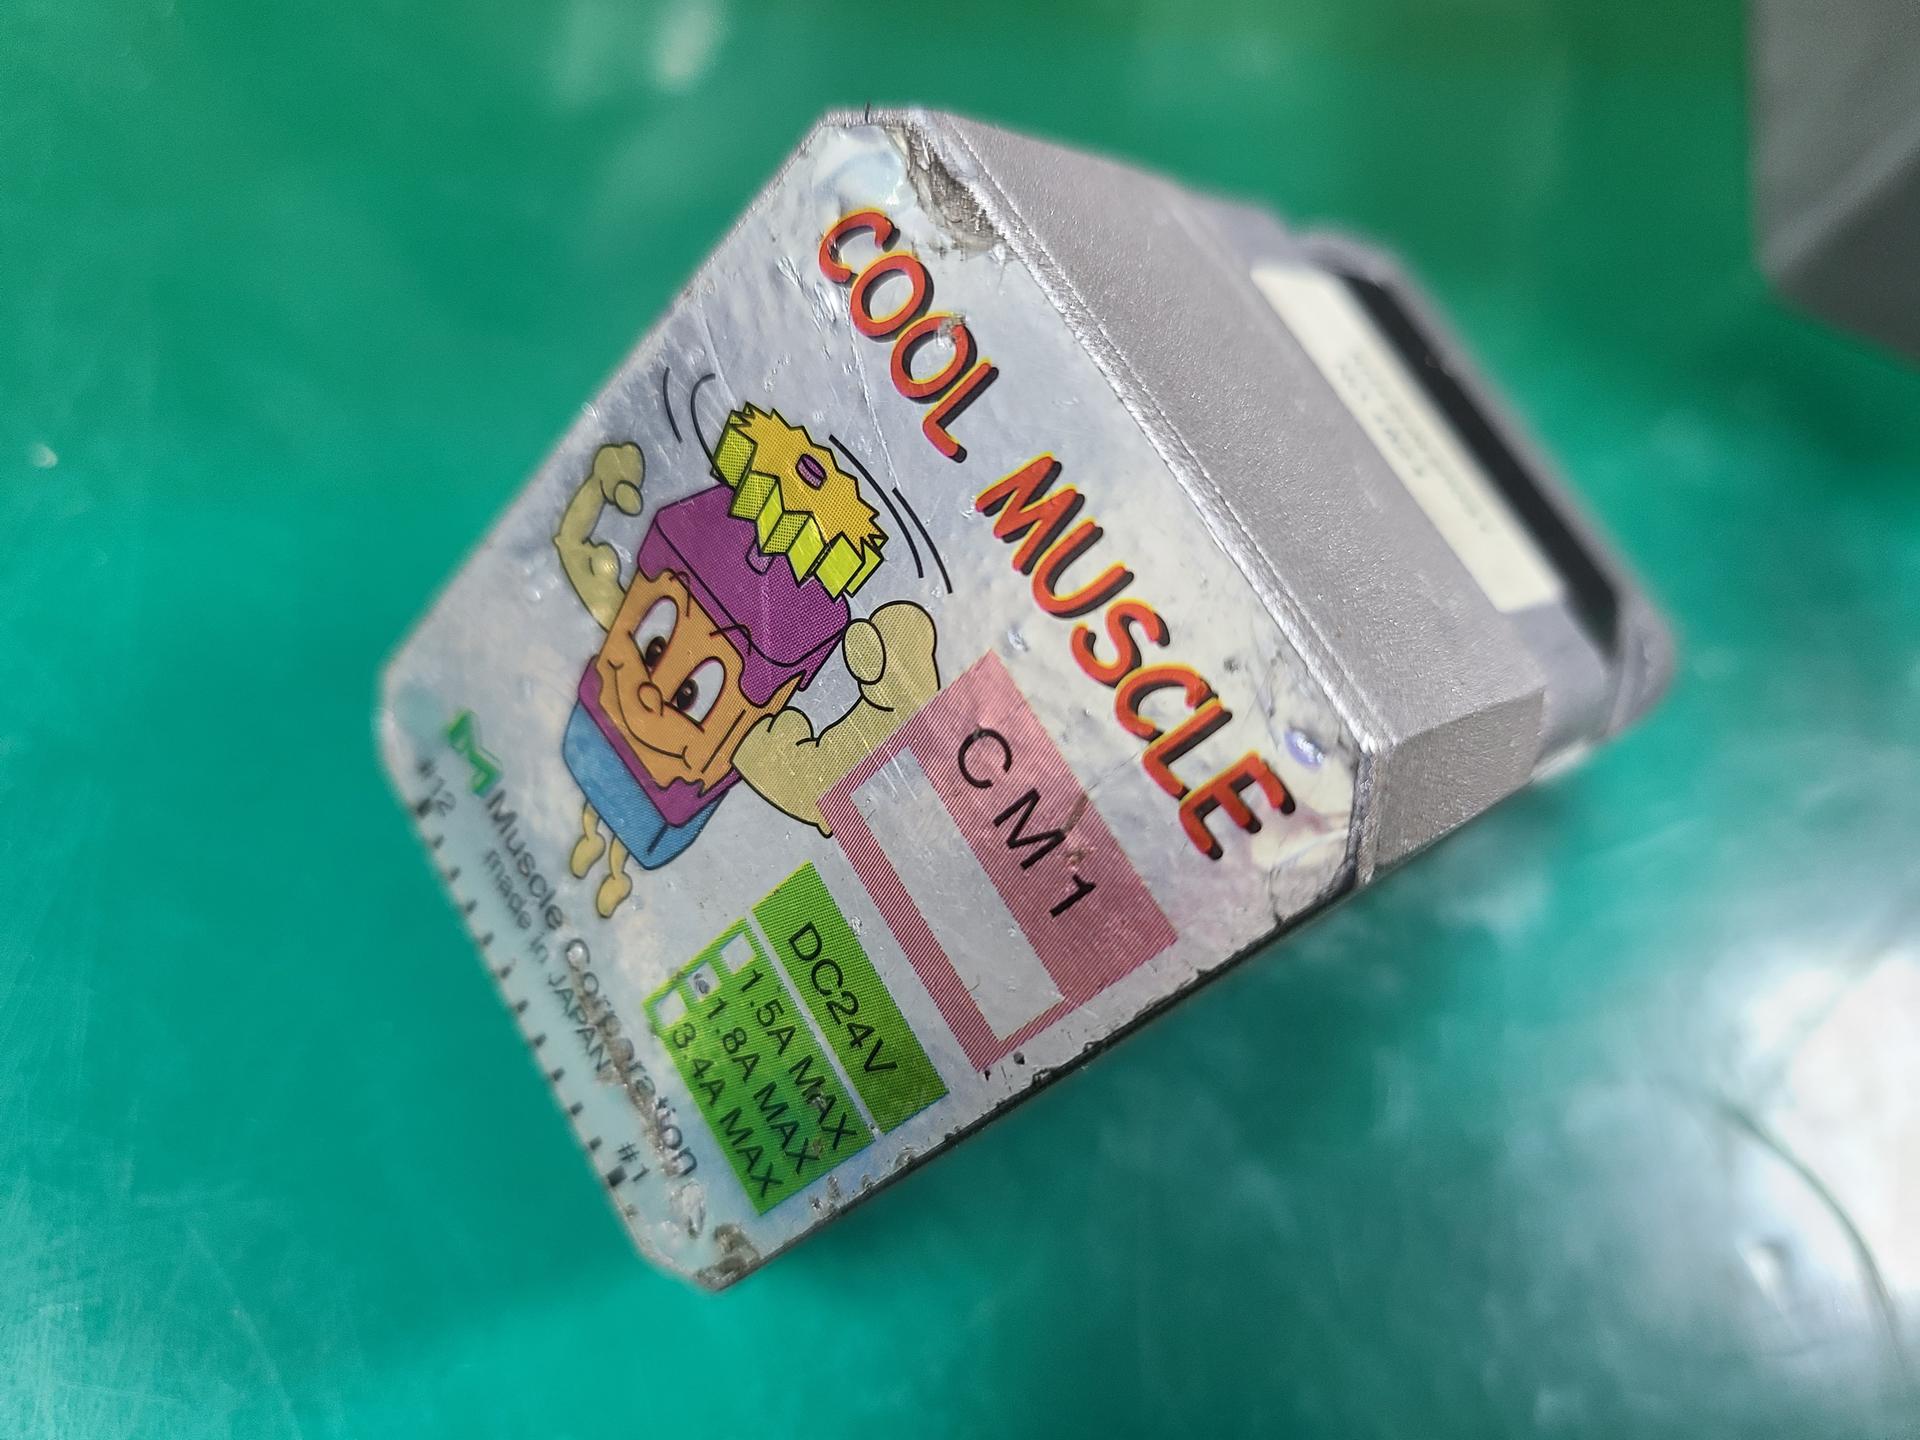 COOL MUSCLE
CM1
DC24V
1.5A MAX
1.8A MAX
3.4A MAX
Muscle Corporation
made in JAPAN
#12
#1